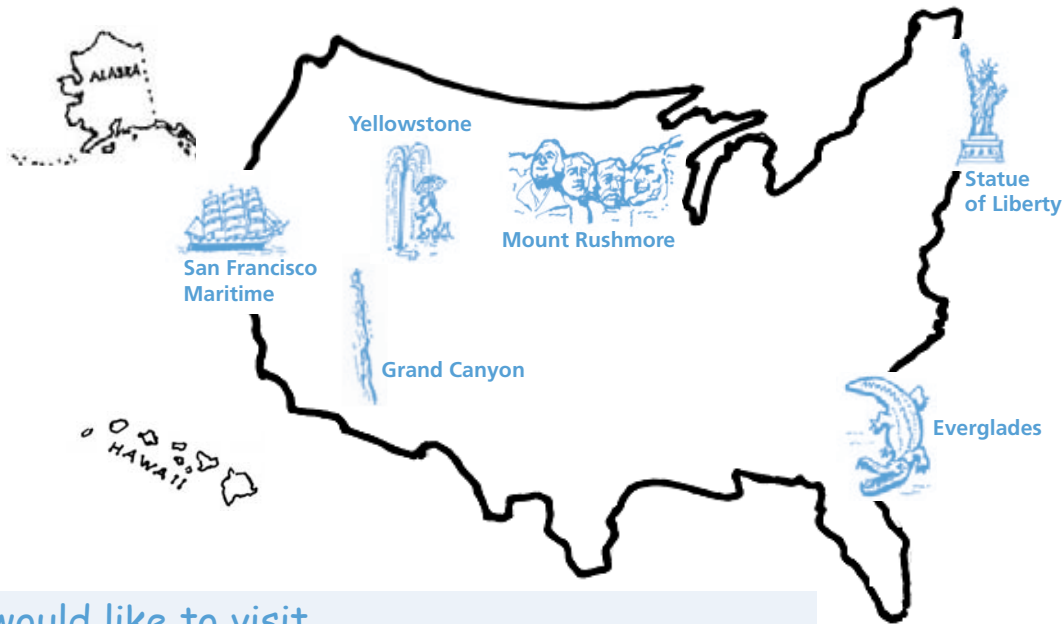 ALASKA
Yellowstone
Statue
of Liberty
Mount Rushmore
San Francisco
Maritime
Grand Canyon
Everglades
HAWAII
would like to visit